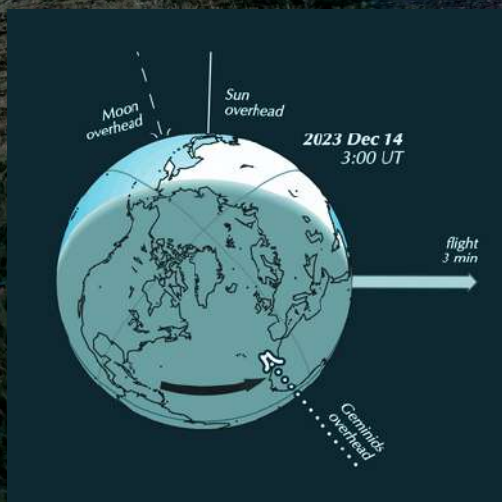 Moon
overhead
Sun
overhead
2023 Dec 14
3:00 UT
flight
3 min
Geminids
overhead